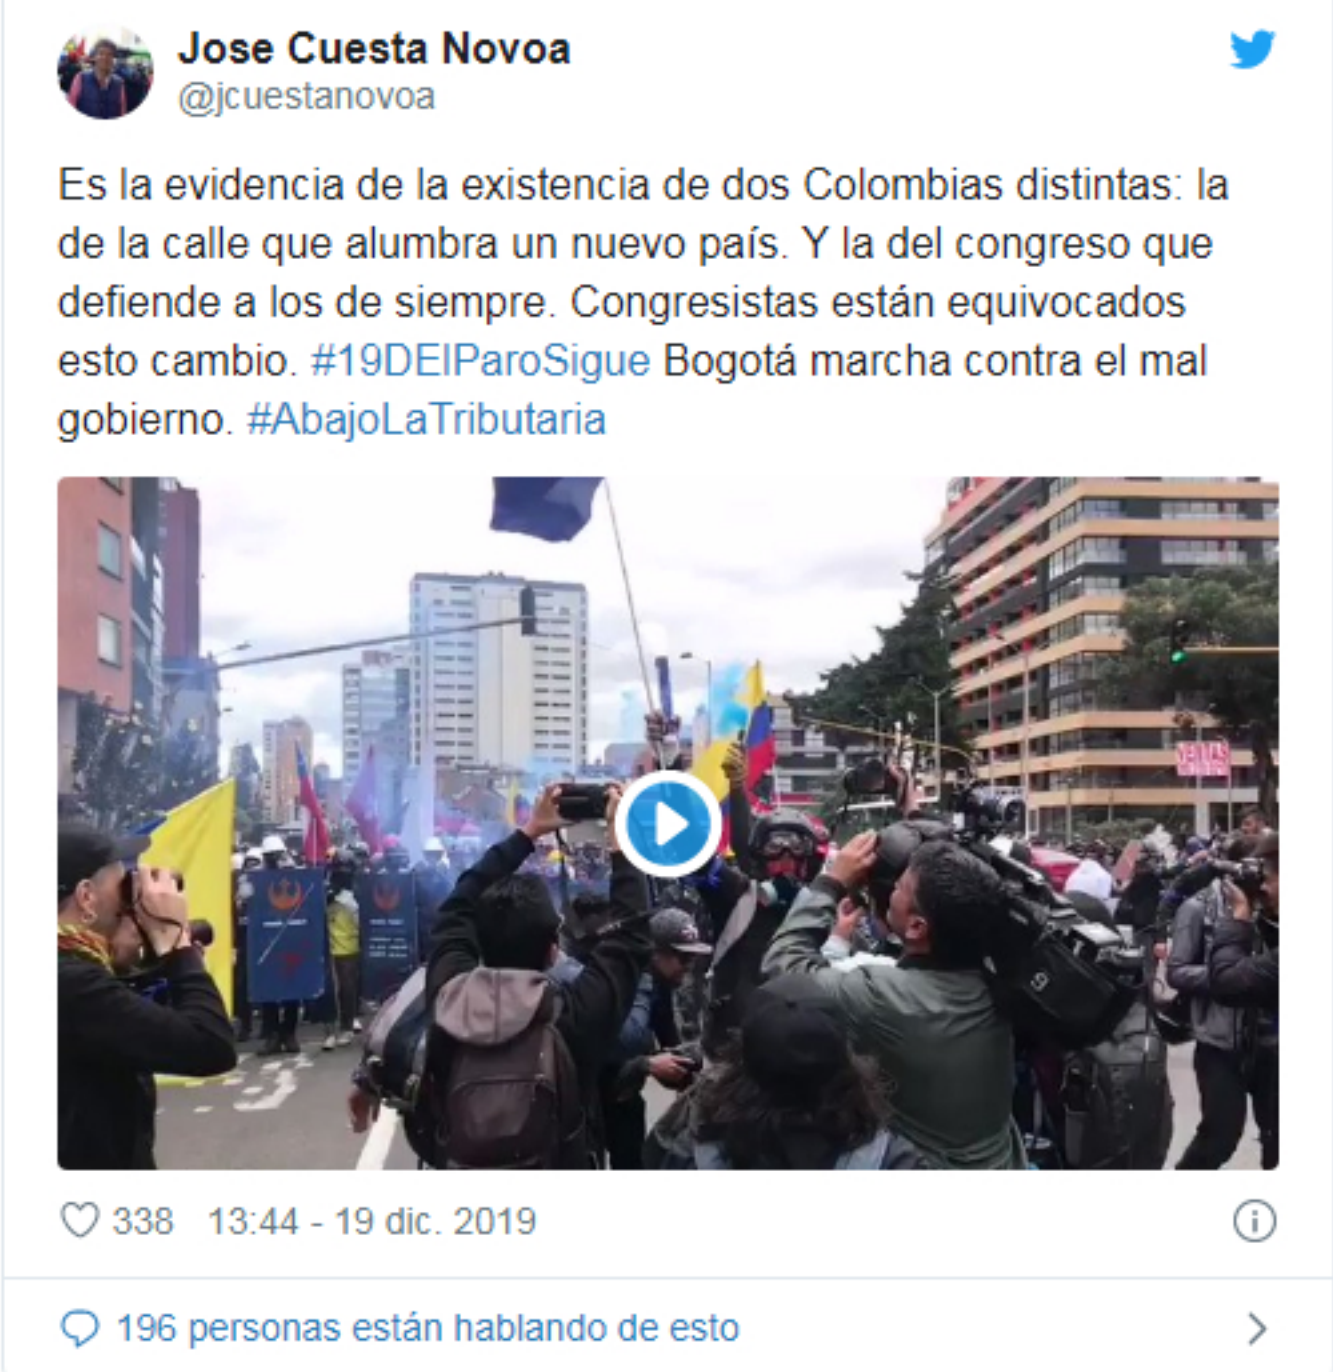 Jose Cuesta Novoa
@jcuestanovoa
Es la evidencia de la existencia de dos Colombias distintas: la
de la calle que alumbra un nuevo país. Y la del congreso que
defiende a los de siempre. Congresistas están equivocados
esto cambio. #19DElParoSigue Bogotá marcha contra el mal
gobierno. #AbajoLaTributaria
VENTAS
9
338 13:44 - 19 dic. 2019
196 personas están hablando de esto